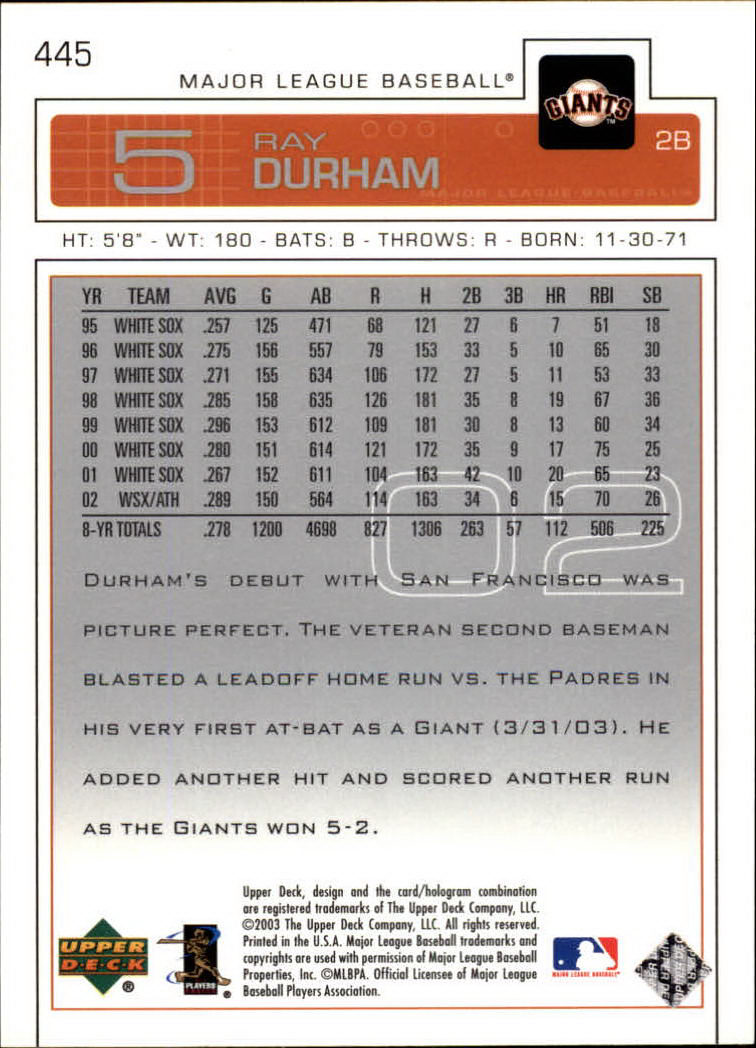 445
MAJOR LEAGUE BASEBALL®
GIANTS™
5 RAY DURHAM 2B
MAJOR LEAGUE BASEBALL™
HT: 5'8" - WT: 180 - BATS: B - THROWS: R - BORN: 11-30-71
YR TEAM AVG G AB R H 2B 3B HR RBI SB
95 WHITE SOX .257 125 471 68 121 27 6 7 51 18
96 WHITE SOX .275 156 557 79 153 33 5 10 65 30
97 WHITE SOX .271 155 634 106 172 27 5 11 53 33
98 WHITE SOX .285 158 635 126 181 35 8 19 67 36
99 WHITE SOX .296 153 612 109 181 30 8 13 60 34
00 WHITE SOX .280 151 614 121 172 35 9 17 75 25
01 WHITE SOX .267 152 611 104 163 42 10 20 65 23
02 WSX/ATH .289 150 564 114 163 34 6 15 70 26
8-YR TOTALS .278 1200 4698 827 1306 263 57 112 506 225
02
DURHAM'S DEBUT WITH SAN FRANCISCO WAS
PICTURE PERFECT. THE VETERAN SECOND BASEMAN
BLASTED A LEADOFF HOME RUN VS. THE PADRES IN
HIS VERY FIRST AT-BAT AS A GIANT (3/31/03). HE
ADDED ANOTHER HIT AND SCORED ANOTHER RUN
AS THE GIANTS WON 5-2.
Upper Deck, design and the card/hologram combination
are registered trademarks of The Upper Deck Company, LLC.
©2003 The Upper Deck Company, LLC. All rights reserved.
Printed in the U.S.A. Major League Baseball trademarks and
copyrights are used with permission of Major League Baseball
Properties, Inc. ©MLBPA. Official Licensee of Major League
Baseball Players Association.
UPPER
D·E·C·K®
PLAYERS
®
MAJOR LEAGUE BASEBALL®